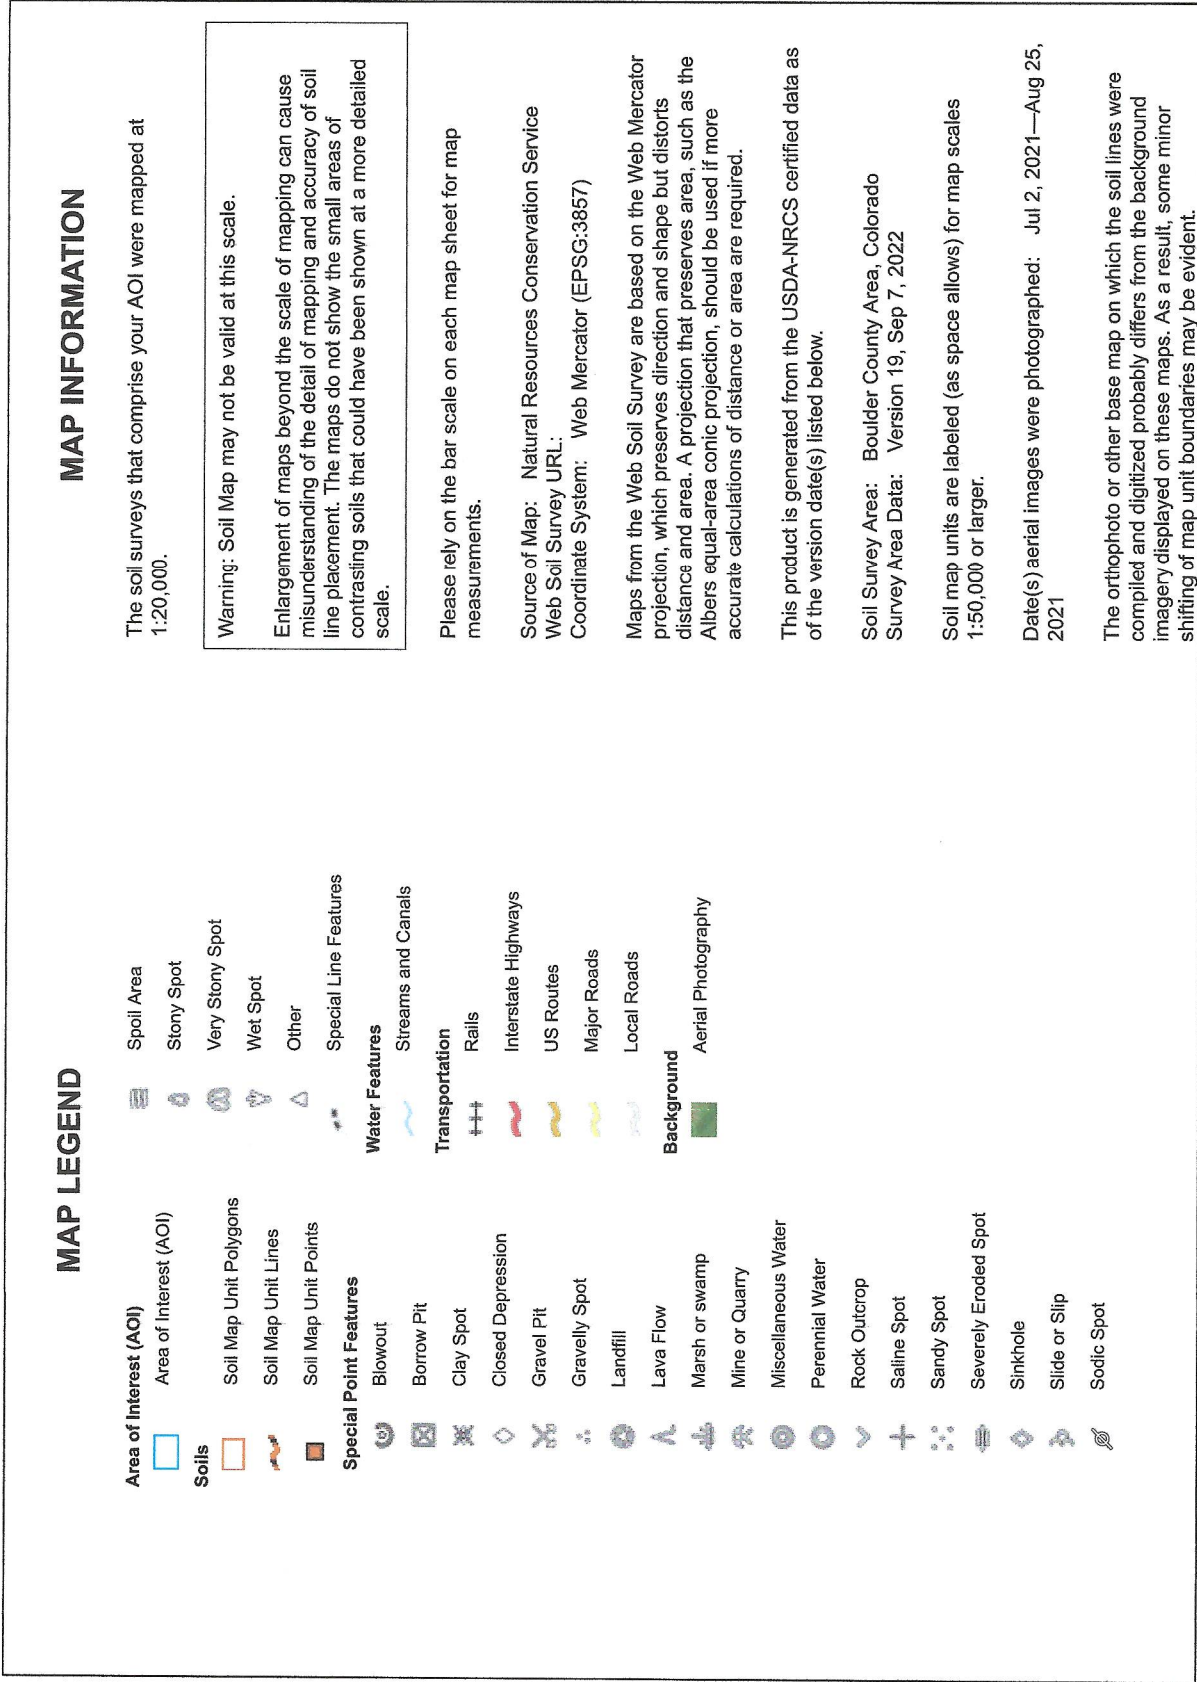 MAP LEGEND
Area of Interest (AOI)
Area of Interest (AOI)
Soils
Soil Map Unit Polygons
Soil Map Unit Lines
Soil Map Unit Points
Special Point Features
Blowout
Borrow Pit
Clay Spot
Closed Depression
Gravel Pit
Gravelly Spot
Landfill
Lava Flow
Marsh or swamp
Mine or Quarry
Miscellaneous Water
Perennial Water
Rock Outcrop
Saline Spot
Sandy Spot
Severely Eroded Spot
Sinkhole
Slide or Slip
Sodic Spot
Spoil Area
Stony Spot
Very Stony Spot
Wet Spot
Other
Special Line Features
Water Features
Streams and Canals
Transportation
Rails
Interstate Highways
US Routes
Major Roads
Local Roads
Background
Aerial Photography
MAP INFORMATION
The soil surveys that comprise your AOI were mapped at
1:20,000.
Warning: Soil Map may not be valid at this scale.
Enlargement of maps beyond the scale of mapping can cause
misunderstanding of the detail of mapping and accuracy of soil
line placement. The maps do not show the small areas of
contrasting soils that could have been shown at a more detailed
scale.
Please rely on the bar scale on each map sheet for map
measurements.
Source of Map: Natural Resources Conservation Service
Web Soil Survey URL:
Coordinate System: Web Mercator (EPSG:3857)
Maps from the Web Soil Survey are based on the Web Mercator
projection, which preserves direction and shape but distorts
distance and area. A projection that preserves area, such as the
Albers equal-area conic projection, should be used if more
accurate calculations of distance or area are required.
This product is generated from the USDA-NRCS certified data as
of the version date(s) listed below.
Soil Survey Area: Boulder County Area, Colorado
Survey Area Data: Version 19, Sep 7, 2022
Soil map units are labeled (as space allows) for map scales
1:50,000 or larger.
Date(s) aerial images were photographed: Jul 2, 2021—Aug 25,
2021
The orthophoto or other base map on which the soil lines were
compiled and digitized probably differs from the background
imagery displayed on these maps. As a result, some minor
shifting of map unit boundaries may be evident.